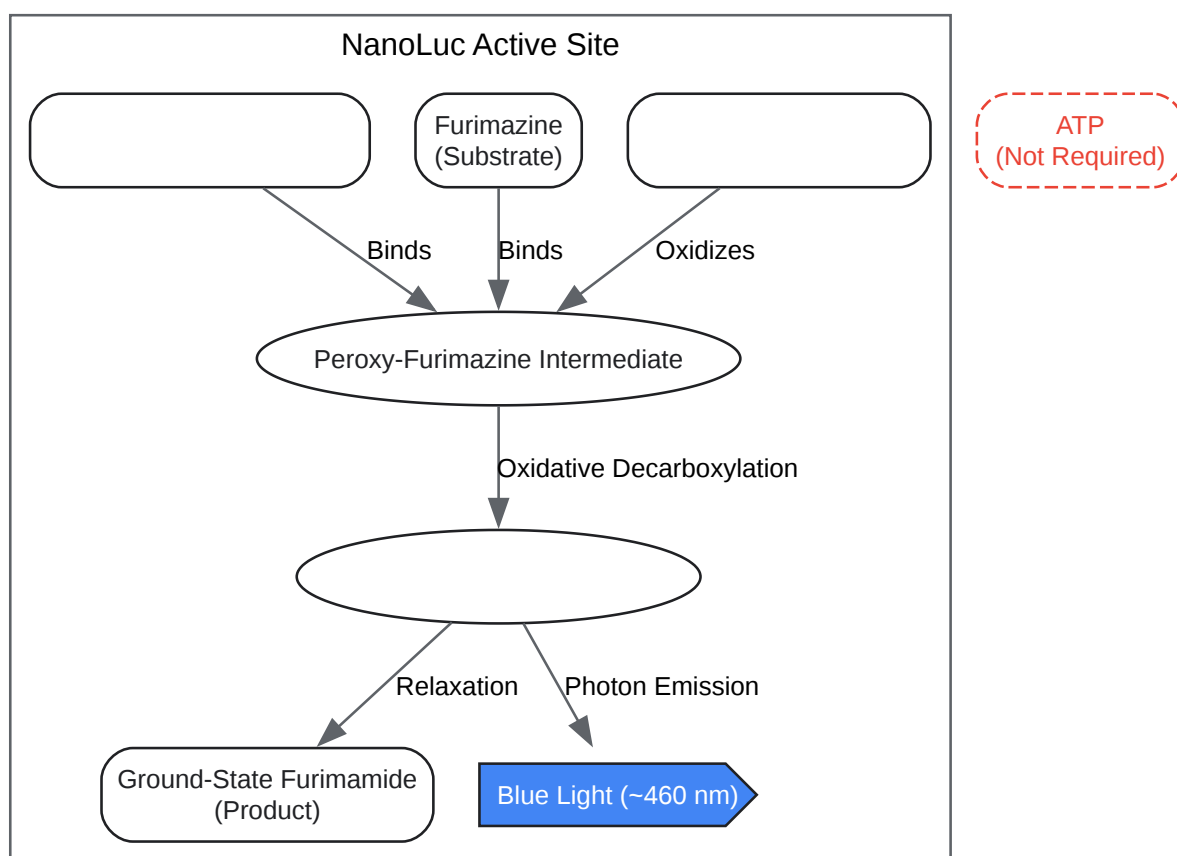 NanoLuc Active Site
Furimazine
(Substrate)
ATP
(Not Required)
Binds
Binds
Oxidizes
Peroxy-Furimazine Intermediate
Oxidative Decarboxylation
Relaxation
Photon Emission
Ground-State Furimamide
(Product)
Blue Light (~460 nm)